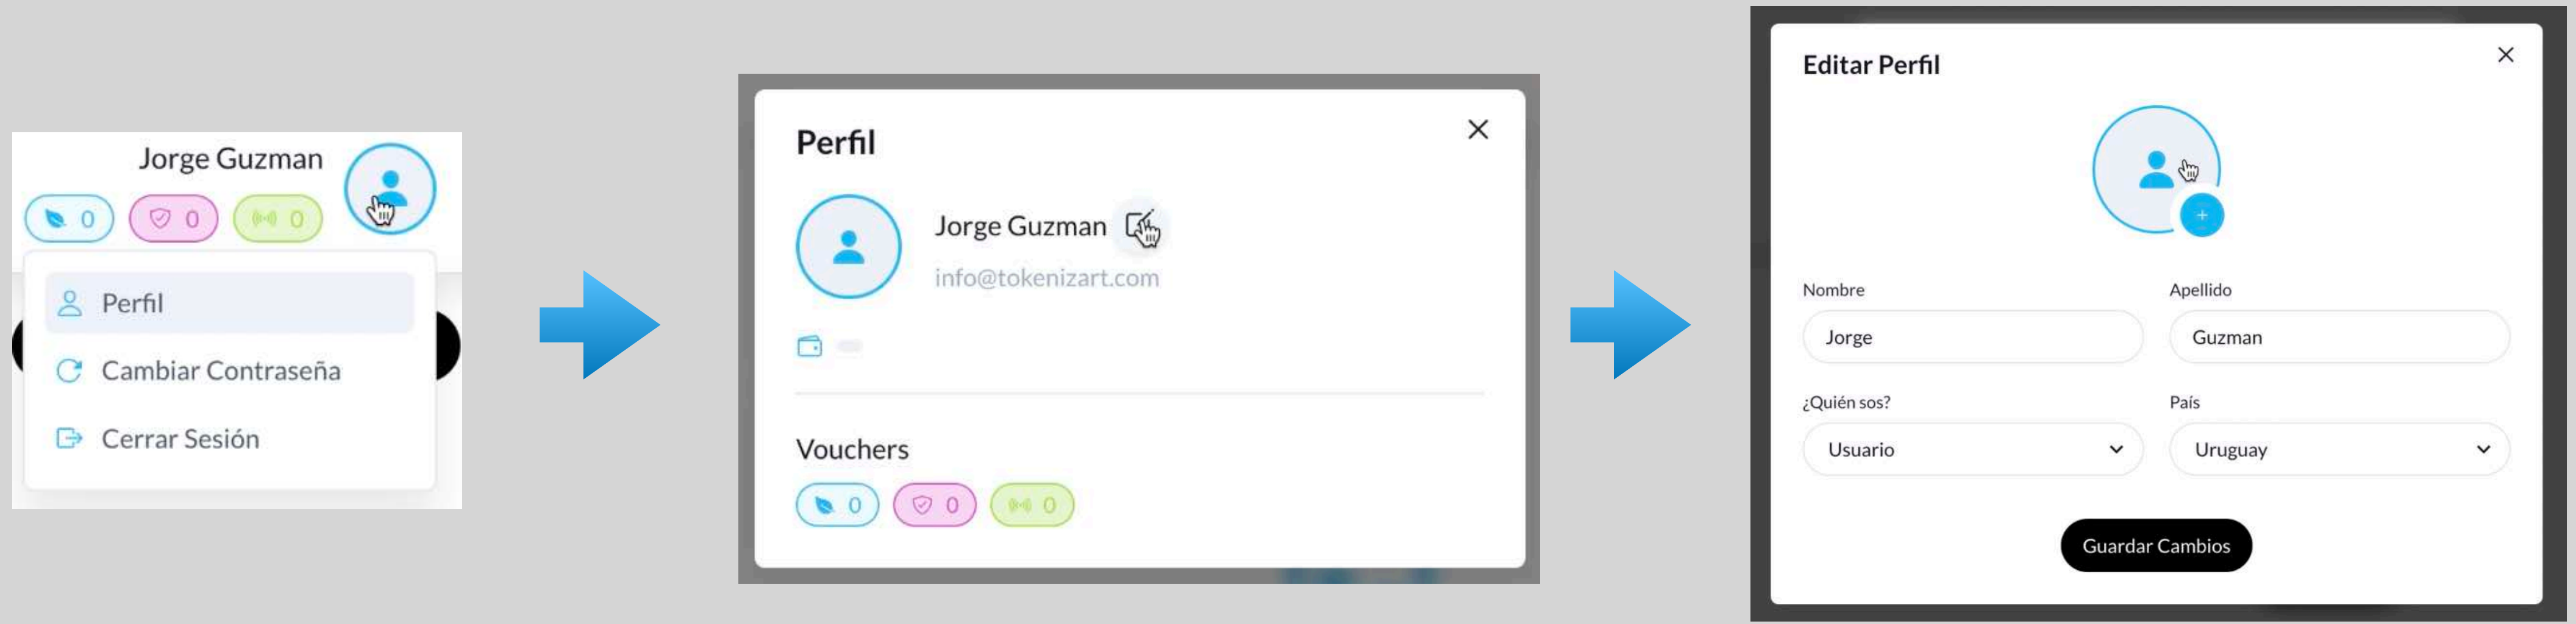 Jorge Guzman
0 0 0
Perfil
Cambiar Contraseña
Cerrar Sesión
Perfil
Jorge Guzman
info@tokenizart.com
Vouchers
0 0 0
Editar Perfil
Nombre Apellido
Jorge Guzman
¿Quién sos? País
Usuario Uruguay
Guardar Cambios